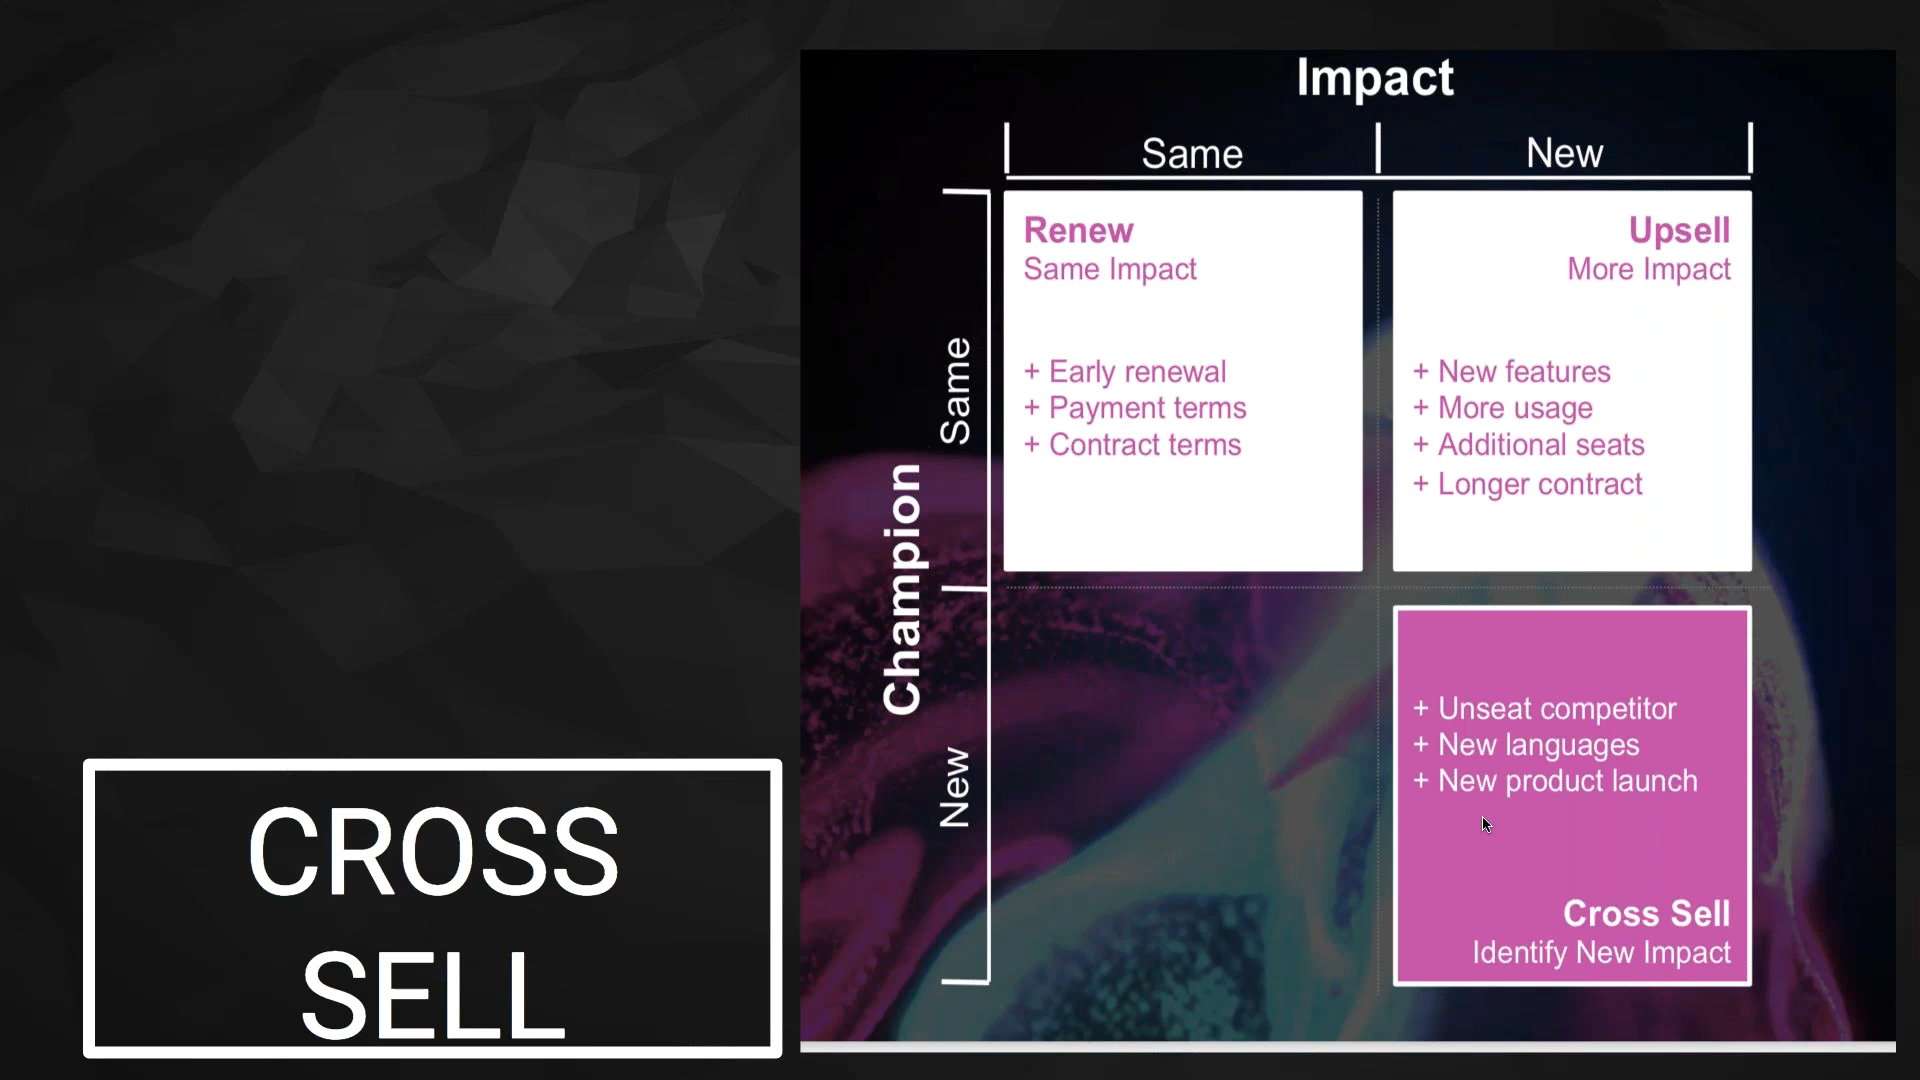 Impact
Same
New
Champion
Same
New
Renew
Same Impact
+ Early renewal
+ Payment terms
+ Contract terms
Upsell
More Impact
+ New features
+ More usage
+ Additional seats
+ Longer contract
+ Unseat competitor
+ New languages
+ New product launch
Cross Sell
Identify New Impact
CROSS
SELL